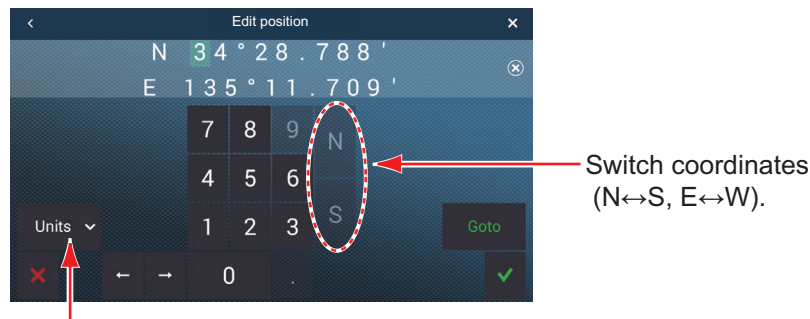 Edit position
N 34°28.788'
E 135°11.709'
7 8 9 N
4 5 6
1 2 3 S
Units
Goto
0 .
Switch coordinates
(N↔S, E↔W).